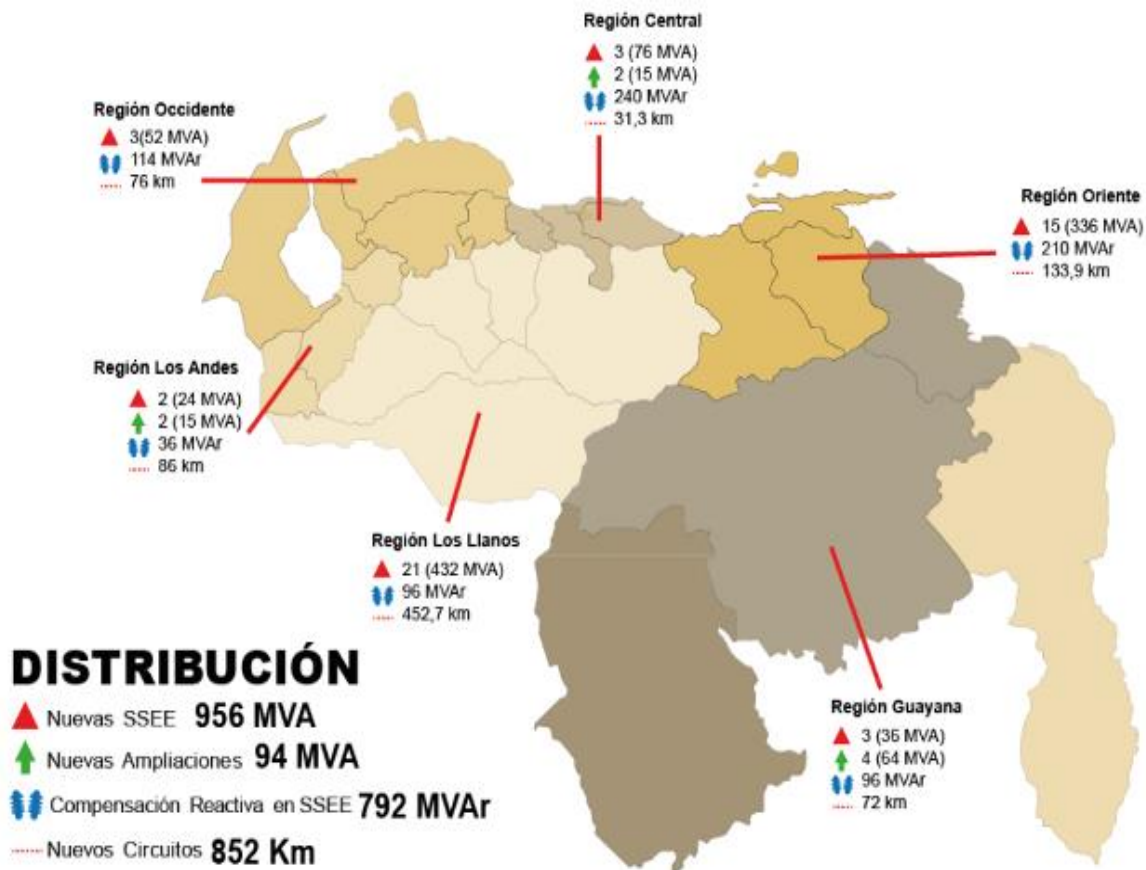 Región Central
3 (76 MVA)
2 (15 MVA)
240 MVAr
31,3 km
Región Occidente
3(52 MVA)
114 MVAr
76 km
Región Oriente
15 (336 MVA)
210 MVAr
133,9 km
Región Los Andes
2 (24 MVA)
2 (15 MVA)
36 MVAr
86 km
Región Los Llanos
21 (432 MVA)
96 MVAr
452,7 km
Región Guayana
3 (36 MVA)
4 (64 MVA)
96 MVAr
72 km
DISTRIBUCIÓN
Nuevas SSEE 956 MVA
Nuevas Ampliaciones 94 MVA
Compensación Reactiva en SSEE 792 MVAr
Nuevos Circuitos 852 Km